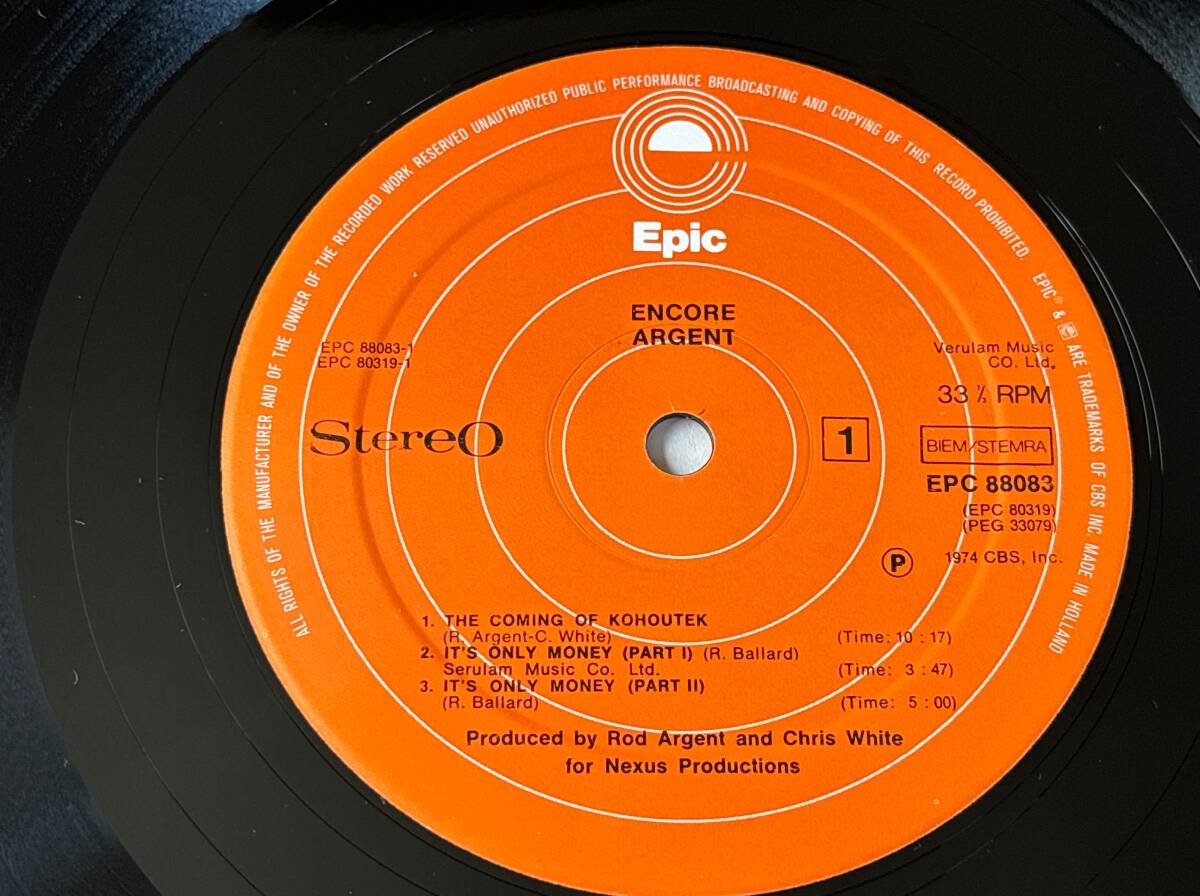 ALL RIGHTS OF THE MANUFACTURER AND OF THE OWNER OF THE RECORDED WORK RESERVED UNAUTHORIZED PUBLIC PERFORMANCE BROADCASTING AND COPYING OF THIS RECORD PROHIBITED. EPIC® & ARE TRADEMARKS OF CBS INC. MADE IN HOLLAND
Epic
ENCORE
ARGENT
EPC 88083-1
EPC 80319-1
Stereo
Verulam Music
CO. Ltd.
33 ⅓ RPM
1
BIEM/STEMRA
EPC 88083
(EPC 80319)
(PEG 33079)
Ⓟ 1974 CBS, Inc.
1. THE COMING OF KOHOUTEK
(R. Argent-C. White) (Time: 10 : 17)
2. IT'S ONLY MONEY (PART I) (R. Ballard)
Serulam Music Co. Ltd. (Time: 3 : 47)
3. IT'S ONLY MONEY (PART II)
(R. Ballard) (Time: 5 : 00)
Produced by Rod Argent and Chris White
for Nexus Productions